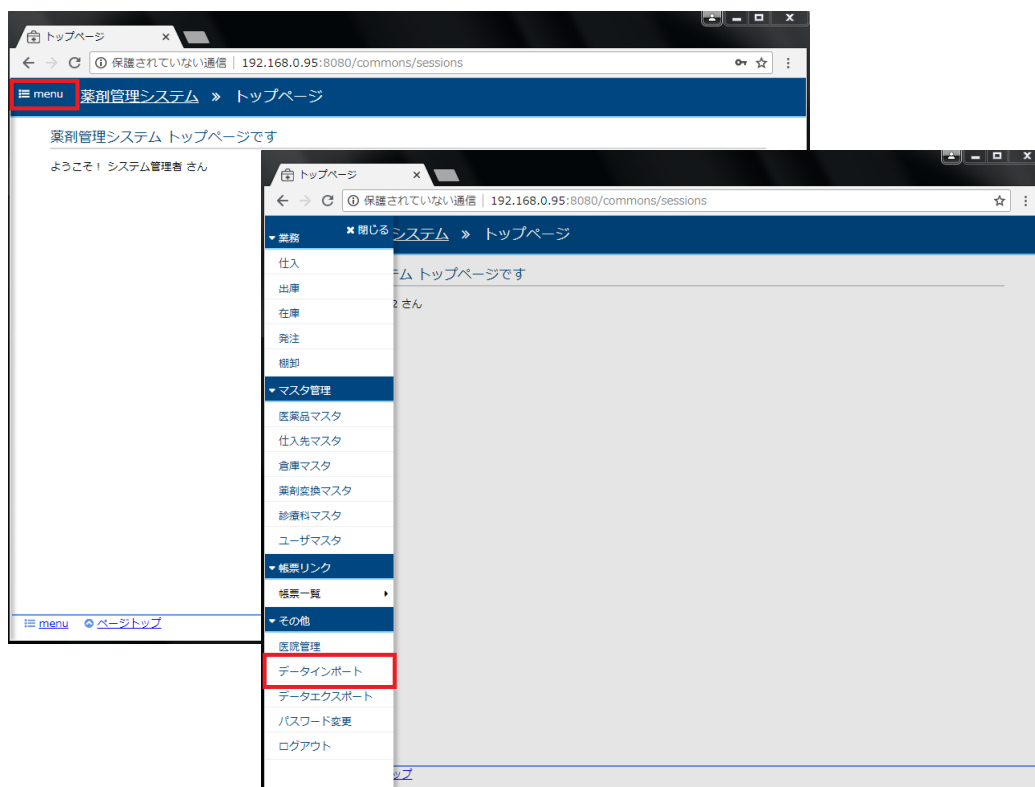 トップページ
保護されていない通信 | 192.168.0.95:8080/commons/sessions
menu 薬剤管理システム » トップページ
薬剤管理システム トップページです
ようこそ！ システム管理者 さん
menu ページトップ
トップページ
保護されていない通信 | 192.168.0.95:8080/commons/sessions
業務 閉じる システム » トップページ
仕入
出庫
在庫
発注
棚卸
マスタ管理
医薬品マスタ
仕入先マスタ
倉庫マスタ
薬剤変換マスタ
診療科マスタ
ユーザマスタ
帳票リンク
帳票一覧
その他
医院管理
データインポート
データエクスポート
パスワード変更
ログアウト
ム トップページです
2 さん
ップ